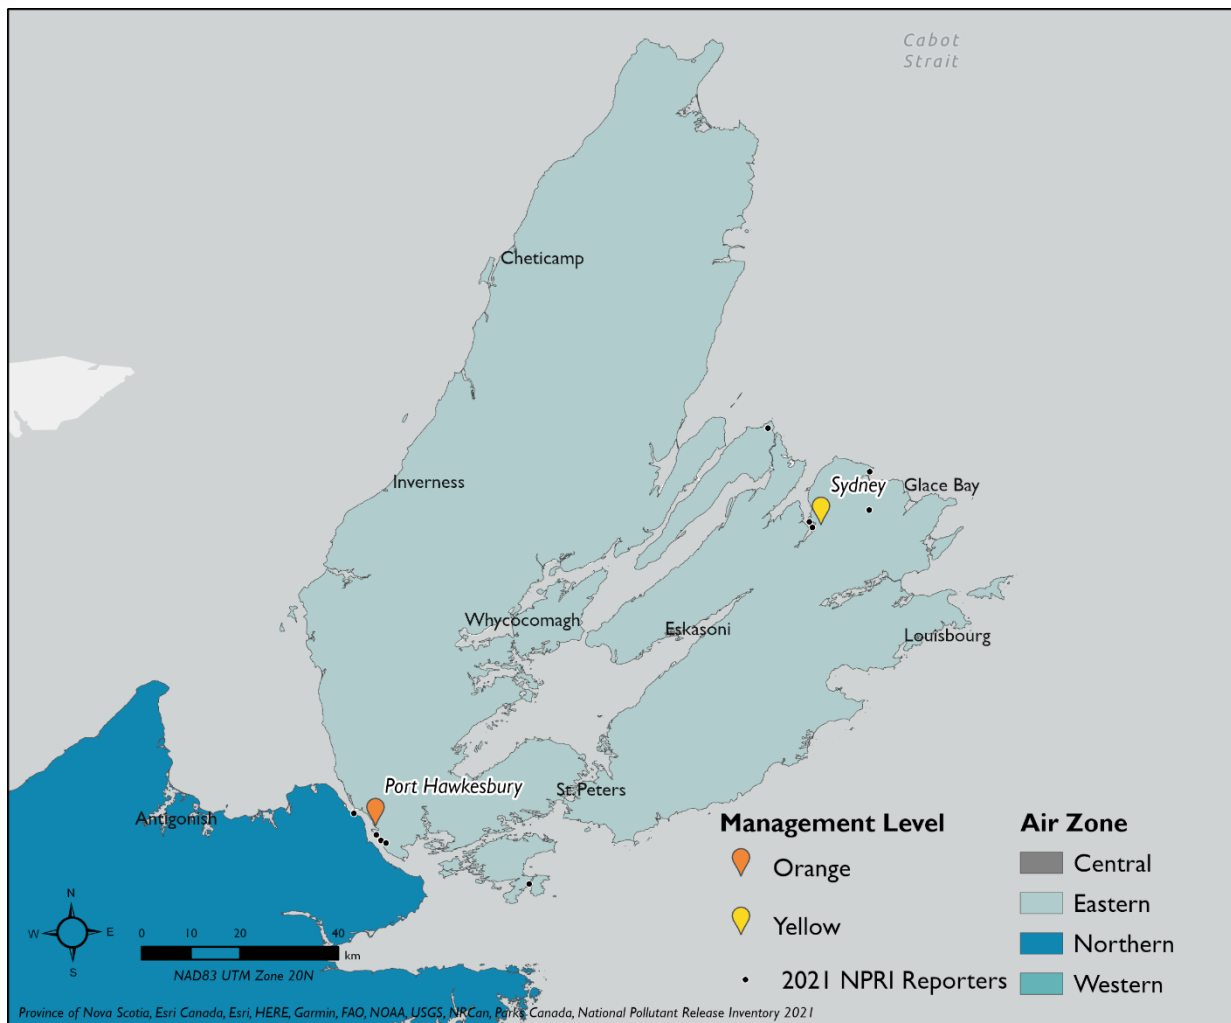 Cabot
Strait
Cheticamp
Inverness
Sydney
Glace Bay
Whycocomagh
Eskasoni
Louisbourg
Port Hawkesbury
St.Peters
Antigonish
Management Level
Orange
Yellow
2021 NPRI Reporters
Air Zone
Central
Eastern
Northern
Western
N
W E
S
0 10 20 40
km
NAD83 UTM Zone 20N
Province of Nova Scotia, Esri Canada, Esri, HERE, Garmin, FAO, NOAA, USGS, NRCan, Parks Canada, National Pollutant Release Inventory 2021